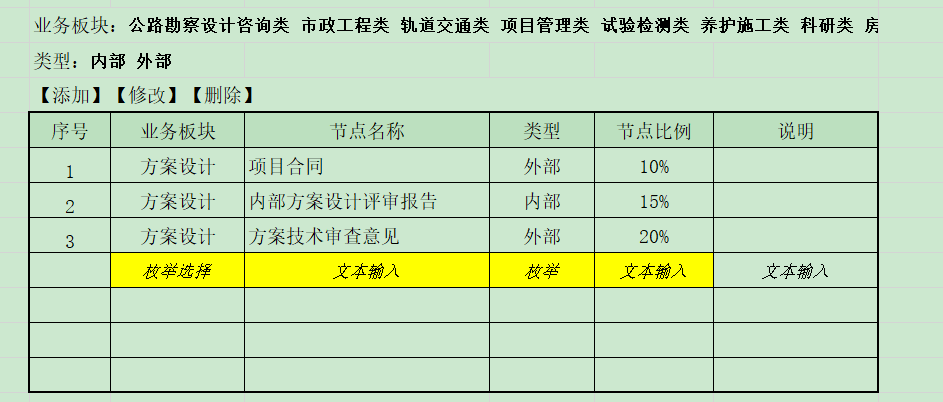 业务板块：公路勘察设计咨询类 市政工程类 轨道交通类 项目管理类 试验检测类 养护施工类 科研类 房
类型：内部 外部
【添加】【修改】【删除】
序号 业务板块 节点名称 类型 节点比例 说明
1 方案设计 项目合同 外部 10%
2 方案设计 内部方案设计评审报告 内部 15%
3 方案设计 方案技术审查意见 外部 20%
枚举选择 文本输入 枚举 文本输入 文本输入